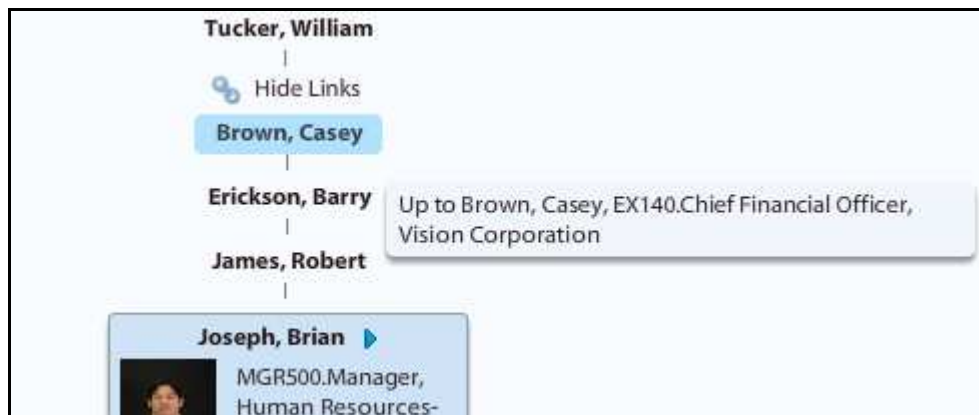 Tucker, William
Hide Links
Brown, Casey
Erickson, Barry
Up to Brown, Casey, EX140.Chief Financial Officer,
Vision Corporation
James, Robert
Joseph, Brian
MGR500.Manager,
Human Resources-